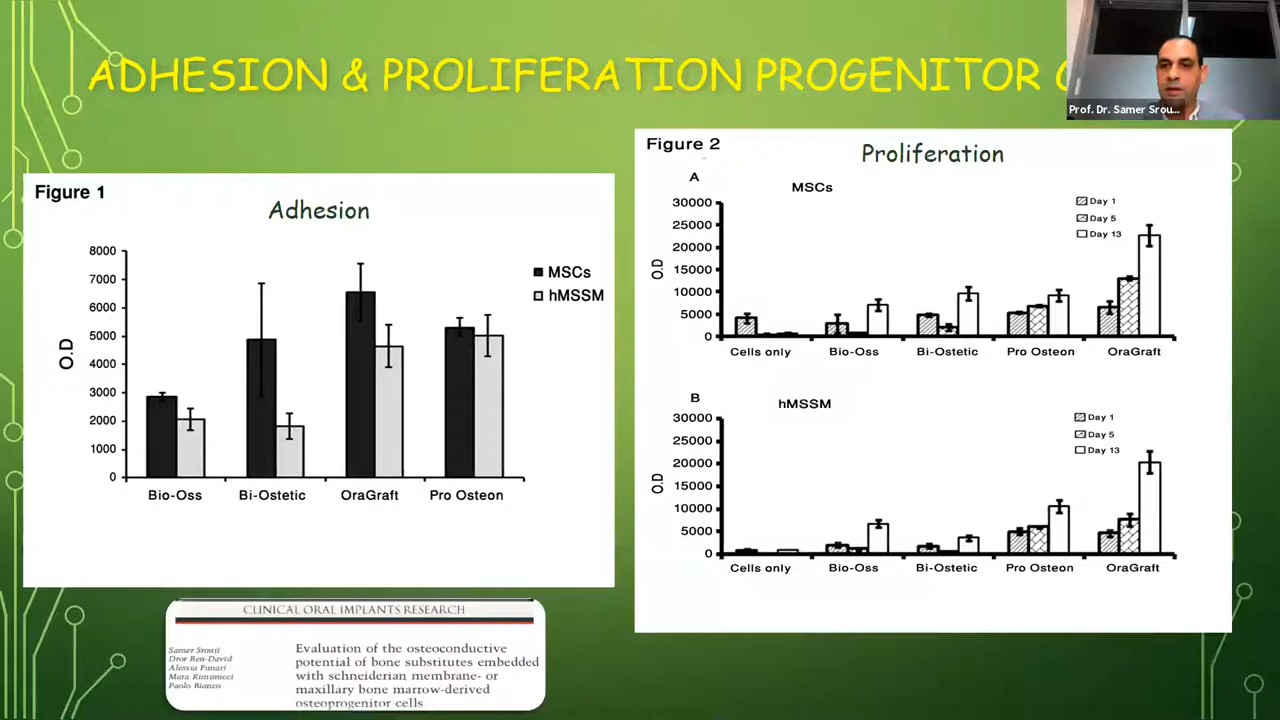 ADHESION & PROLIFERATION PROGENITOR
Prof. Dr. Samer Srou...
Figure 1
Adhesion
8000
7000
6000
5000
4000
3000
2000
1000
0
O.D
MSCs
hMSSM
Bio-Oss
Bi-Ostetic
OraGraft
Pro Osteon
Figure 2
Proliferation
A
MSCs
30000
25000
20000
15000
10000
5000
0
O.D
Day 1
Day 5
Day 13
Cells only
Bio-Oss
Bi-Ostetic
Pro Osteon
OraGraft
B
hMSSM
30000
25000
20000
15000
10000
5000
0
O.D
Day 1
Day 5
Day 13
Cells only
Bio-Oss
Bi-Ostetic
Pro Osteon
OraGraft
CLINICAL ORAL IMPLANTS RESEARCH
Samer Srouji
Dror Ben-David
Alessia Funari
Mara Riminucci
Paolo Bianco
Evaluation of the osteoconductive
potential of bone substitutes embedded
with schneiderian membrane- or
maxillary bone marrow-derived
osteoprogenitor cells